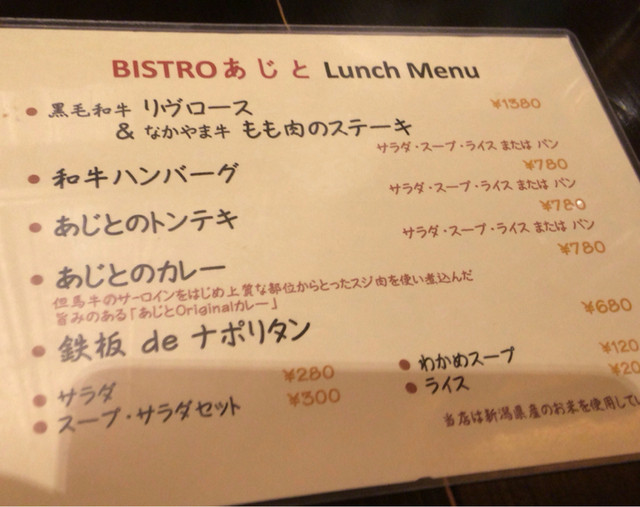 BISTROあじと Lunch Menu
● 黒毛和牛 リヴロース ¥1380
& なかやま牛 もも肉のステーキ
サラダ・スープ・ライス または パン
● 和牛ハンバーグ ¥780
サラダ・スープ・ライス または パン
● あじとのトンテキ ¥780
サラダ・スープ・ライス または パン
● あじとのカレー ¥780
但馬牛のサーロインをはじめ上質な部位からとったスジ肉を使い煮込んだ
旨みのある「あじとOriginalカレー」
● 鉄板 de ナポリタン ¥680
● サラダ ¥280
● スープ・サラダセット ¥300
● わかめスープ ¥120
● ライス ¥20
当店は新潟県産のお米を使用してい